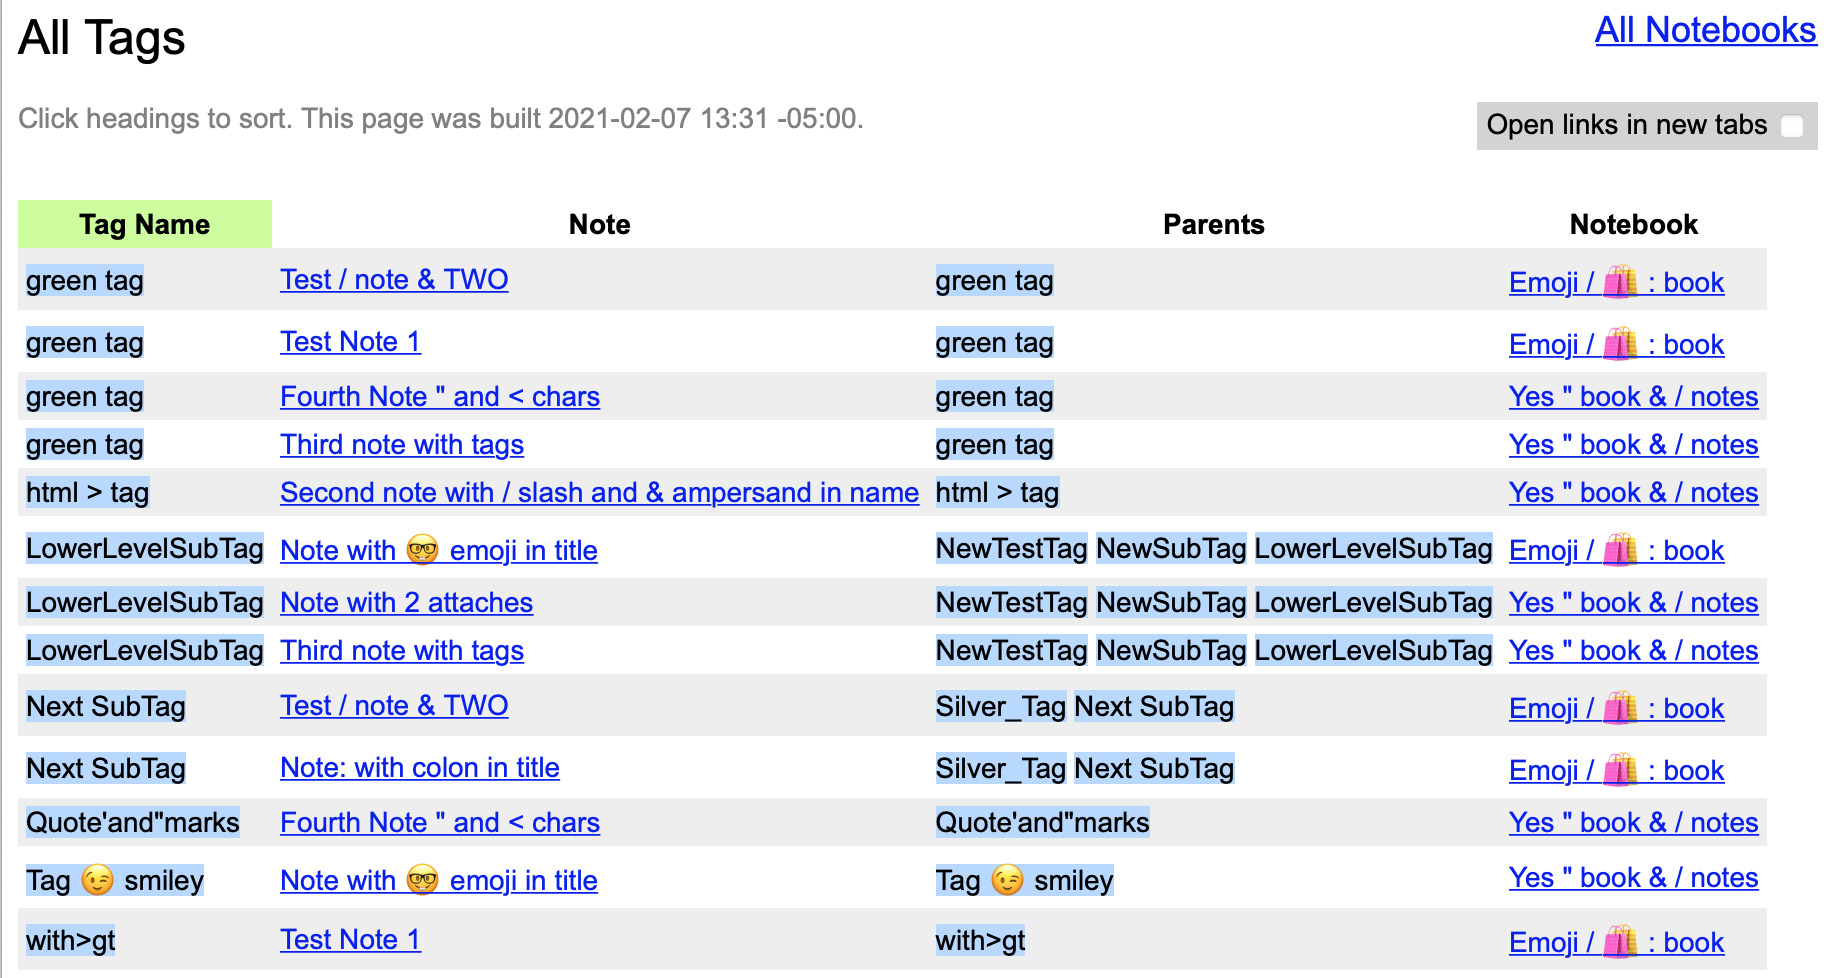 All Tags All Notebooks
Click headings to sort. This page was built 2021-02-07 13:31 -05:00. Open links in new tabs
Tag Name Note Parents Notebook
green tag Test / note & TWO green tag Emoji / 🛍️ : book
green tag Test Note 1 green tag Emoji / 🛍️ : book
green tag Fourth Note " and < chars green tag Yes " book & / notes
green tag Third note with tags green tag Yes " book & / notes
html > tag Second note with / slash and & ampersand in name html > tag Yes " book & / notes
LowerLevelSubTag Note with 🤓 emoji in title NewTestTag NewSubTag LowerLevelSubTag Emoji / 🛍️ : book
LowerLevelSubTag Note with 2 attaches NewTestTag NewSubTag LowerLevelSubTag Yes " book & / notes
LowerLevelSubTag Third note with tags NewTestTag NewSubTag LowerLevelSubTag Yes " book & / notes
Next SubTag Test / note & TWO Silver_Tag Next SubTag Emoji / 🛍️ : book
Next SubTag Note: with colon in title Silver_Tag Next SubTag Emoji / 🛍️ : book
Quote'and"marks Fourth Note " and < chars Quote'and"marks Yes " book & / notes
Tag 😉 smiley Note with 🤓 emoji in title Tag 😉 smiley Yes " book & / notes
with>gt Test Note 1 with>gt Emoji / 🛍️ : book